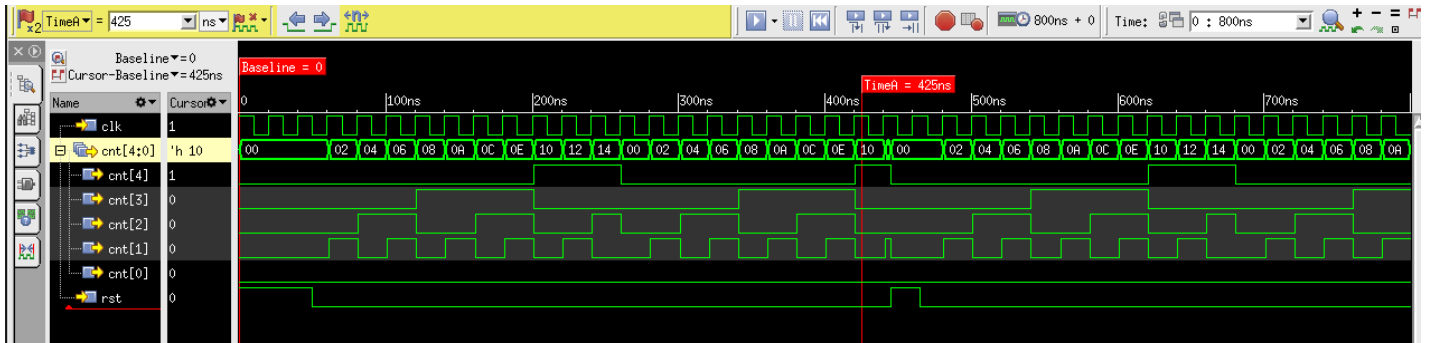 x2 TimeA = 425 ns 800ns + 0 Time: 0 : 800ns
Baseline = 0
Cursor-Baseline = 425ns
Baseline = 0
TimeA = 425ns
Name Cursor 0 100ns 200ns 300ns 400ns 500ns 600ns 700ns
clk 1
cnt[4:0] 'h 10 00 02 04 06 08 0A 0C 0E 10 12 14 00 02 04 06 08 0A 0C 0E 10 00 02 04 06 08 0A 0C 0E 10 12 14 00 02 04 06 08 0A
cnt[4] 1
cnt[3] 0
cnt[2] 0
cnt[1] 0
cnt[0] 0
rst 0